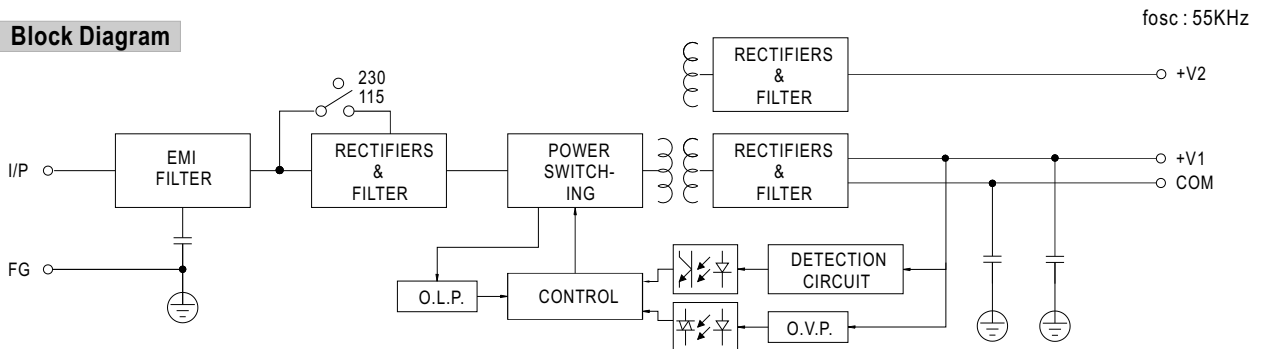 fosc : 55KHz
Block Diagram
RECTIFIERS
&
FILTER
+V2
230
115
I/P
EMI
FILTER
RECTIFIERS
&
FILTER
POWER
SWITCH-
ING
RECTIFIERS
&
FILTER
+V1
COM
FG
O.L.P.
CONTROL
DETECTION
CIRCUIT
O.V.P.